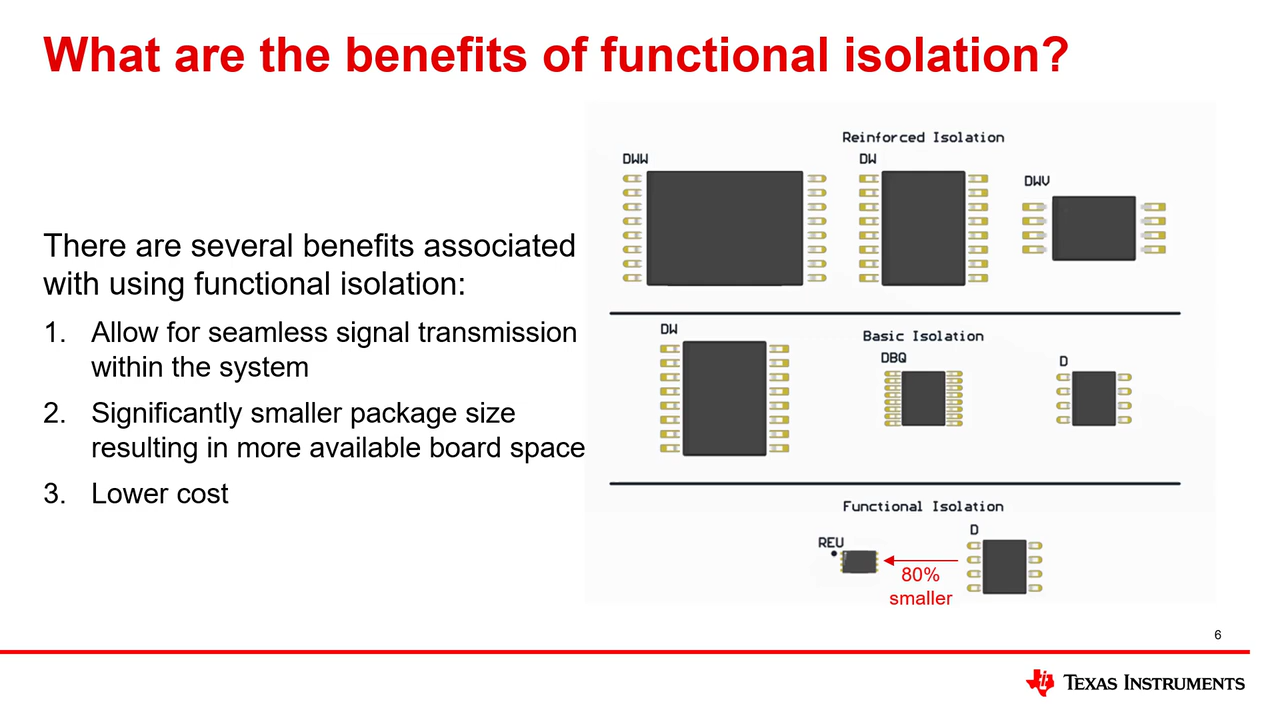 What are the benefits of functional isolation?
There are several benefits associated
with using functional isolation:
1. Allow for seamless signal transmission
within the system
2. Significantly smaller package size
resulting in more available board space
3. Lower cost
Reinforced Isolation
DWW
DW
DWV
Basic Isolation
DW
DBQ
D
Functional Isolation
REU
D
80%
smaller
6
TEXAS INSTRUMENTS